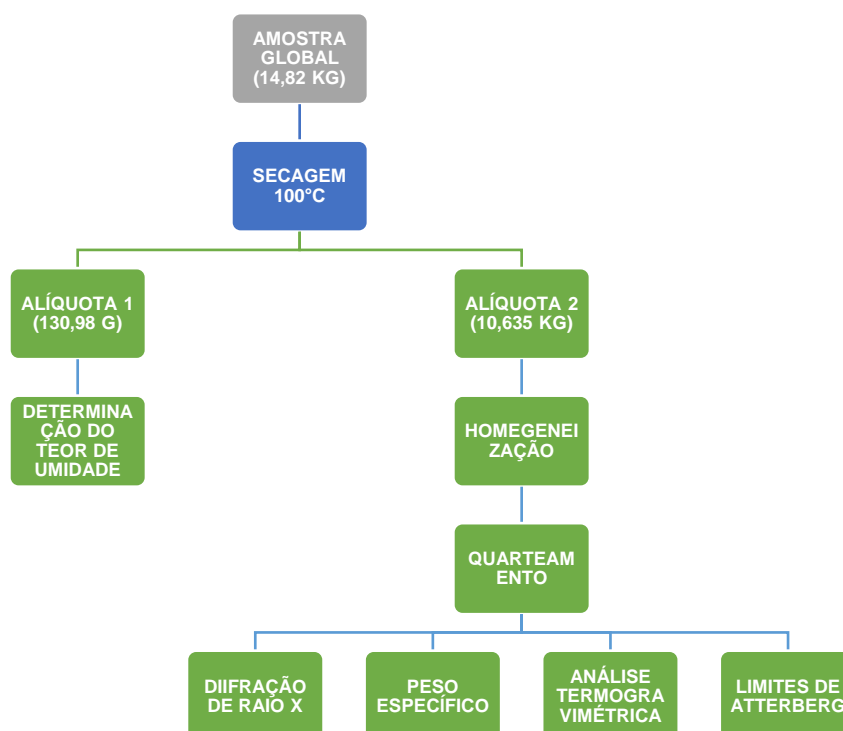 AMOSTRA
GLOBAL
(14,82 KG)
SECAGEM
100°C
ALÍQUOTA 1
(130,98 G)
ALÍQUOTA 2
(10,635 KG)
DETERMINA
ÇÃO DO
TEOR DE
UMIDADE
HOMEGENEI
ZAÇÃO
QUARTEAM
ENTO
DIIFRAÇÃO
DE RAIO X
PESO
ESPECÍFICO
ANÁLISE
TERMOGRA
VIMÉTRICA
LIMITES DE
ATTERBERG